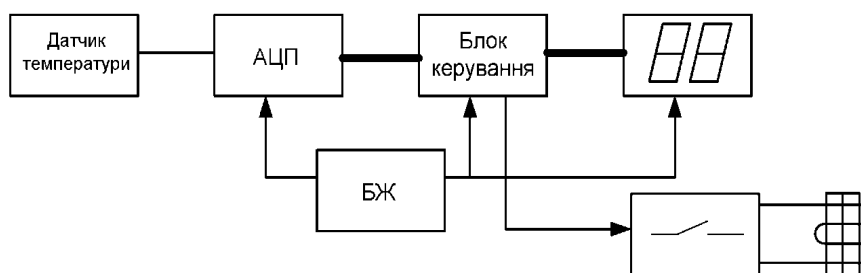 Датчик
температури
АЦП
Блок
керування
БЖ